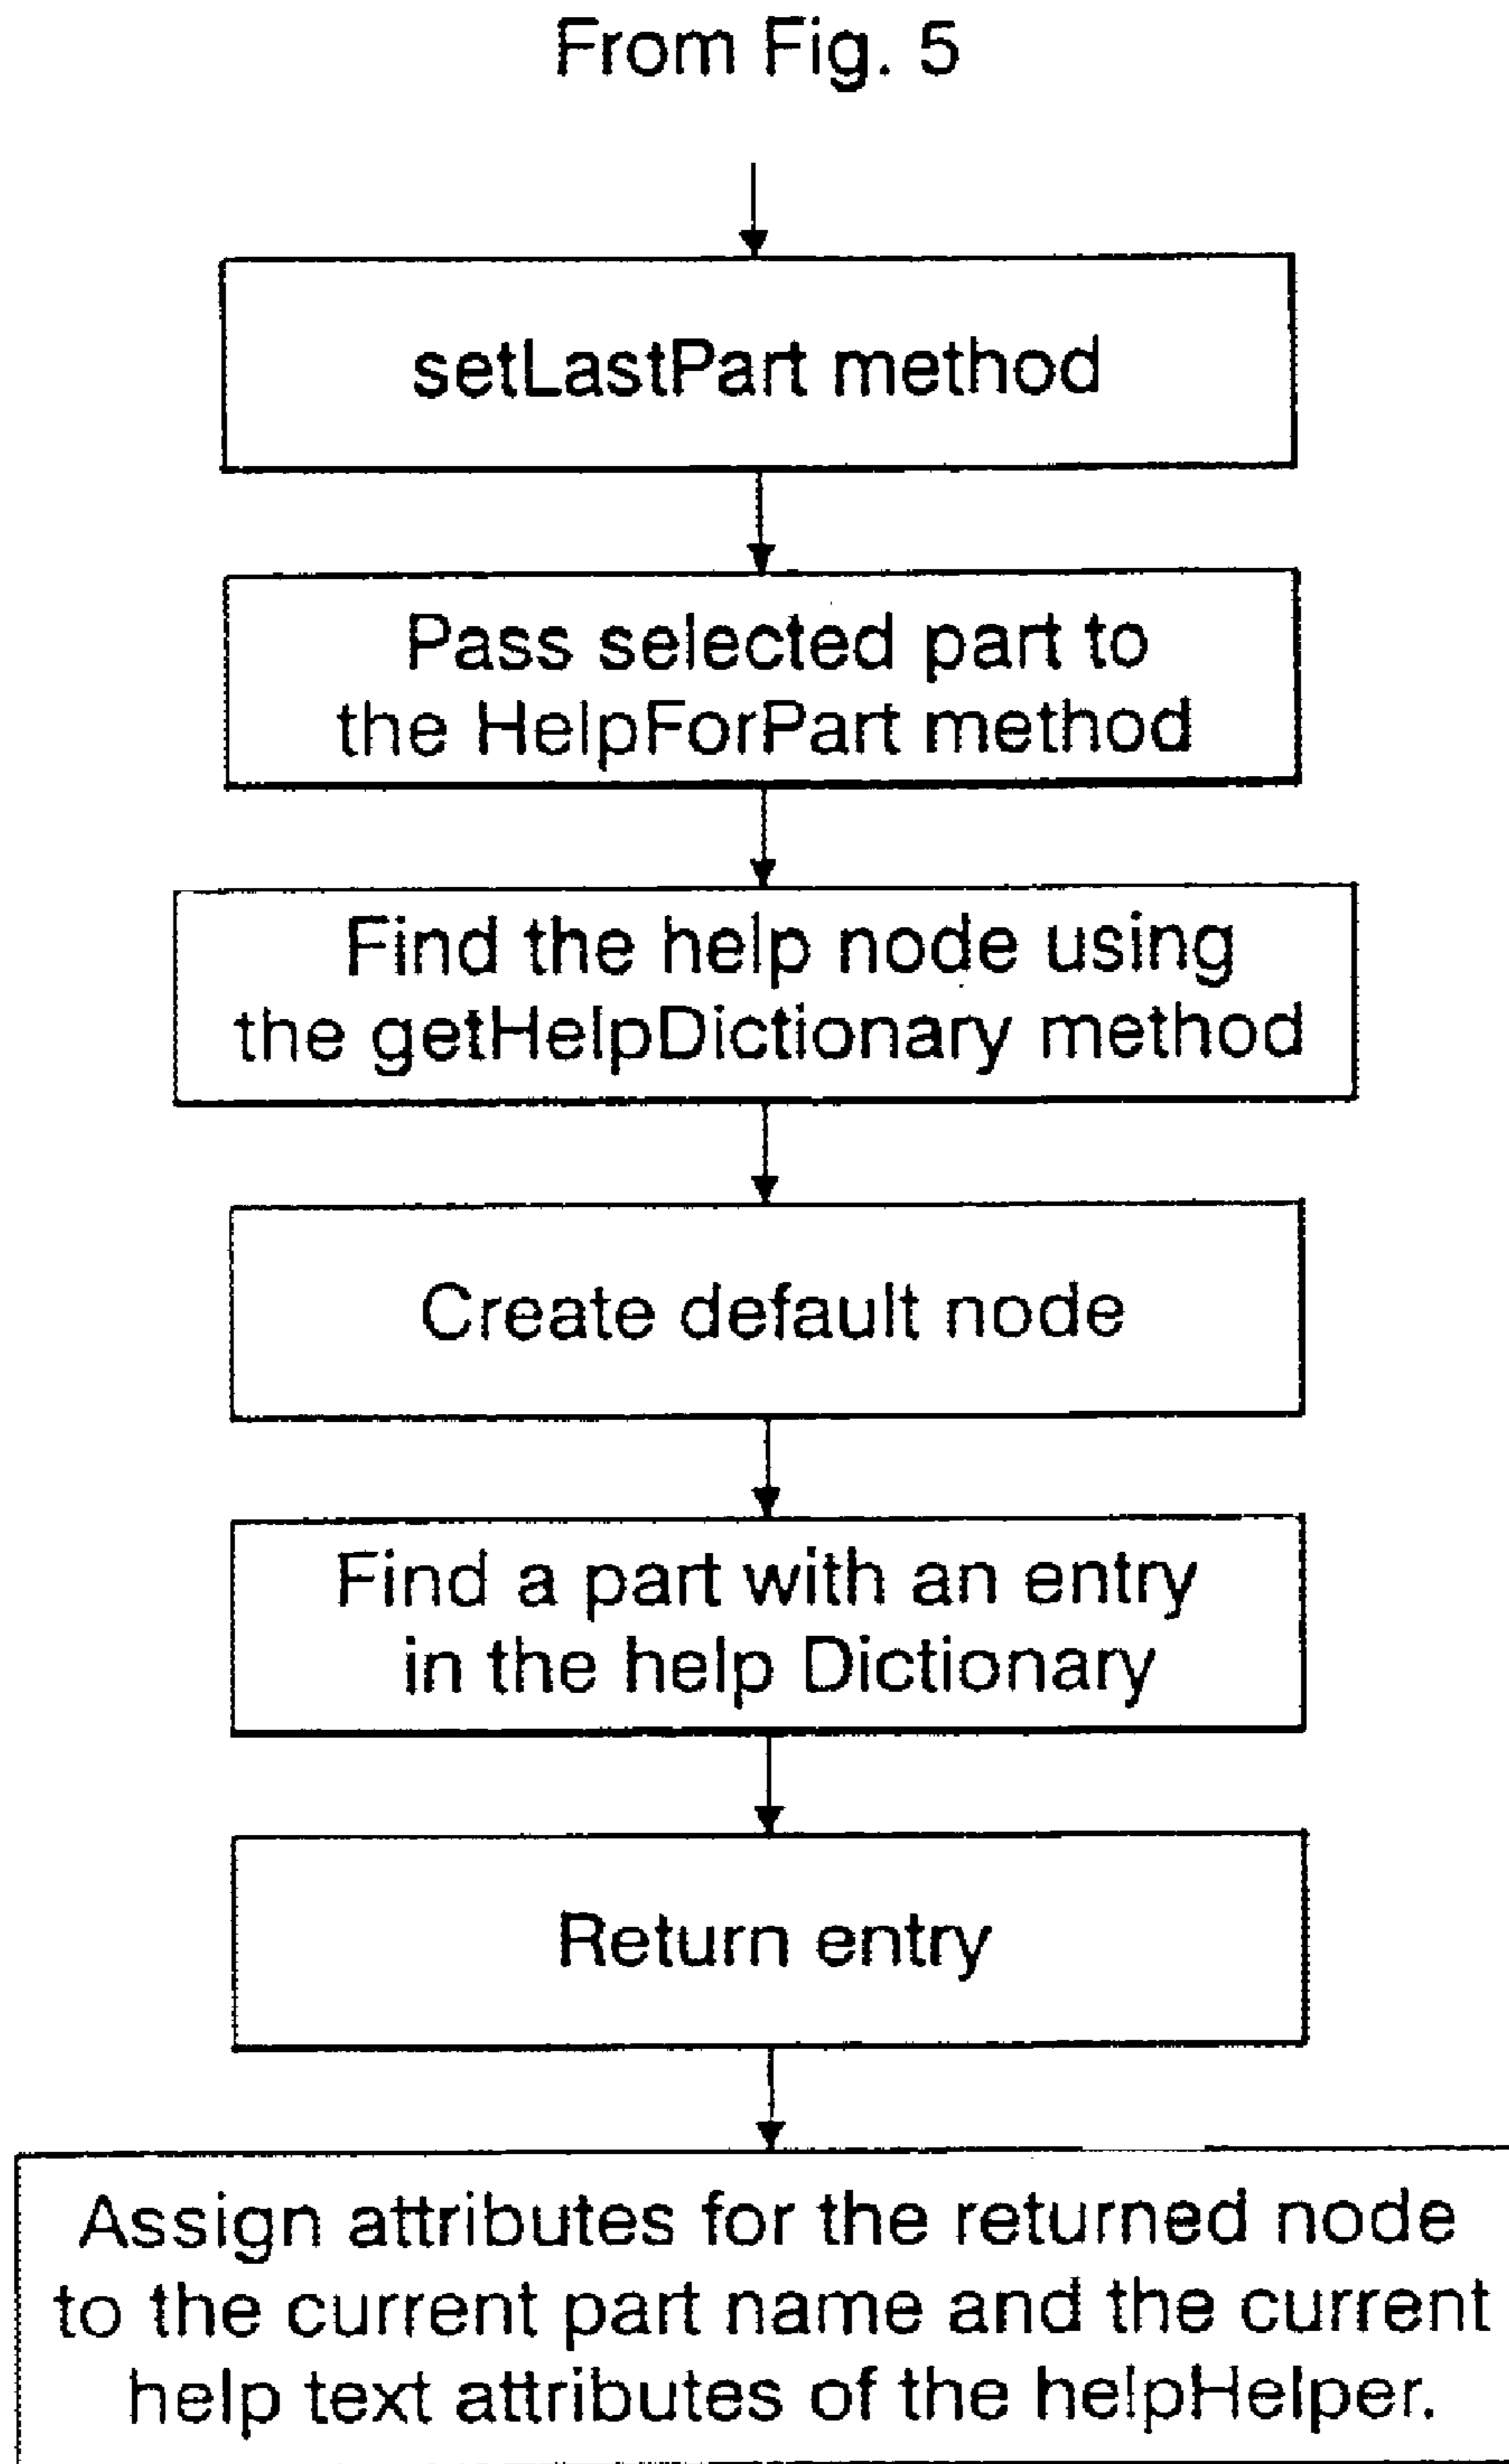 From Fig. 5
setLastPart method
Pass selected part to
the HelpForPart method
Find the help node using
the getHelpDictionary method
Create default node
Find a part with an entry
in the help Dictionary
Return entry
Assign attributes for the returned node
to the current part name and the current
help text attributes of the helpHelper.